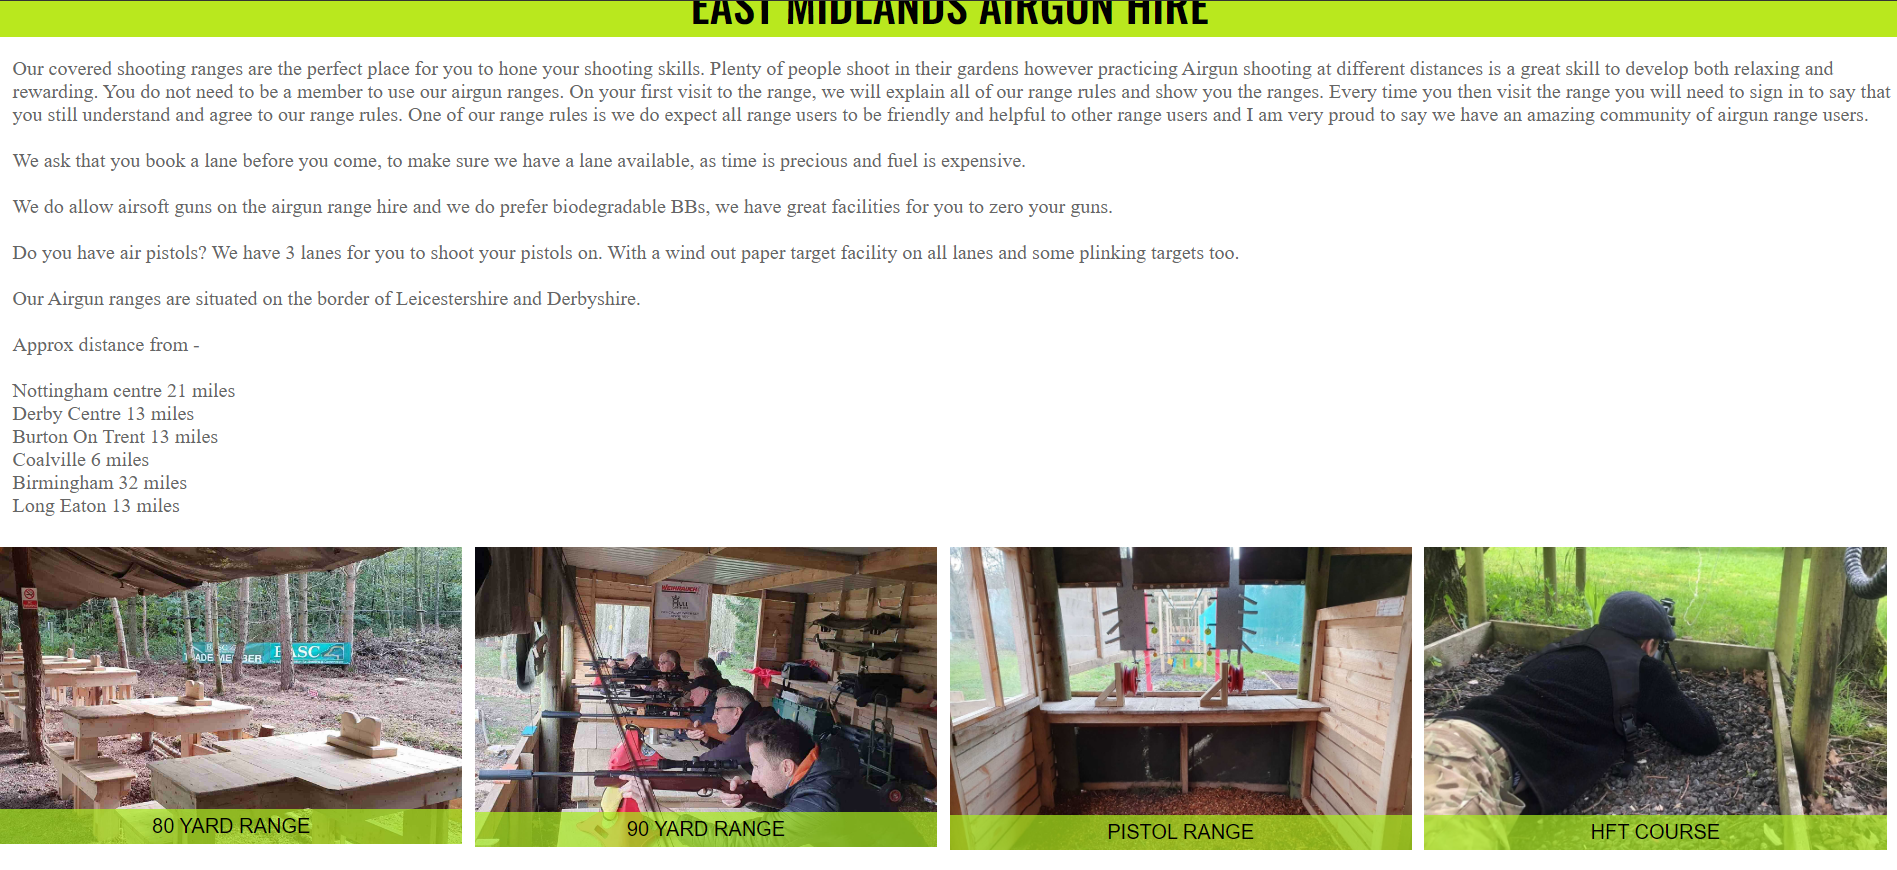 EAST MIDLANDS AIRGUN HIRE
Our covered shooting ranges are the perfect place for you to hone your shooting skills. Plenty of people shoot in their gardens however practicing Airgun shooting at different distances is a great skill to develop both relaxing and
rewarding. You do not need to be a member to use our airgun ranges. On your first visit to the range, we will explain all of our range rules and show you the ranges. Every time you then visit the range you will need to sign in to say that
you still understand and agree to our range rules. One of our range rules is we do expect all range users to be friendly and helpful to other range users and I am very proud to say we have an amazing community of airgun range users.
We ask that you book a lane before you come, to make sure we have a lane available, as time is precious and fuel is expensive.
We do allow airsoft guns on the airgun range hire and we do prefer biodegradable BBs, we have great facilities for you to zero your guns.
Do you have air pistols? We have 3 lanes for you to shoot your pistols on. With a wind out paper target facility on all lanes and some plinking targets too.
Our Airgun ranges are situated on the border of Leicestershire and Derbyshire.
Approx distance from -
Nottingham centre 21 miles
Derby Centre 13 miles
Burton On Trent 13 miles
Coalville 6 miles
Birmingham 32 miles
Long Eaton 13 miles
BASC
WEIHRAUCH
80 YARD RANGE
90 YARD RANGE
PISTOL RANGE
HFT COURSE